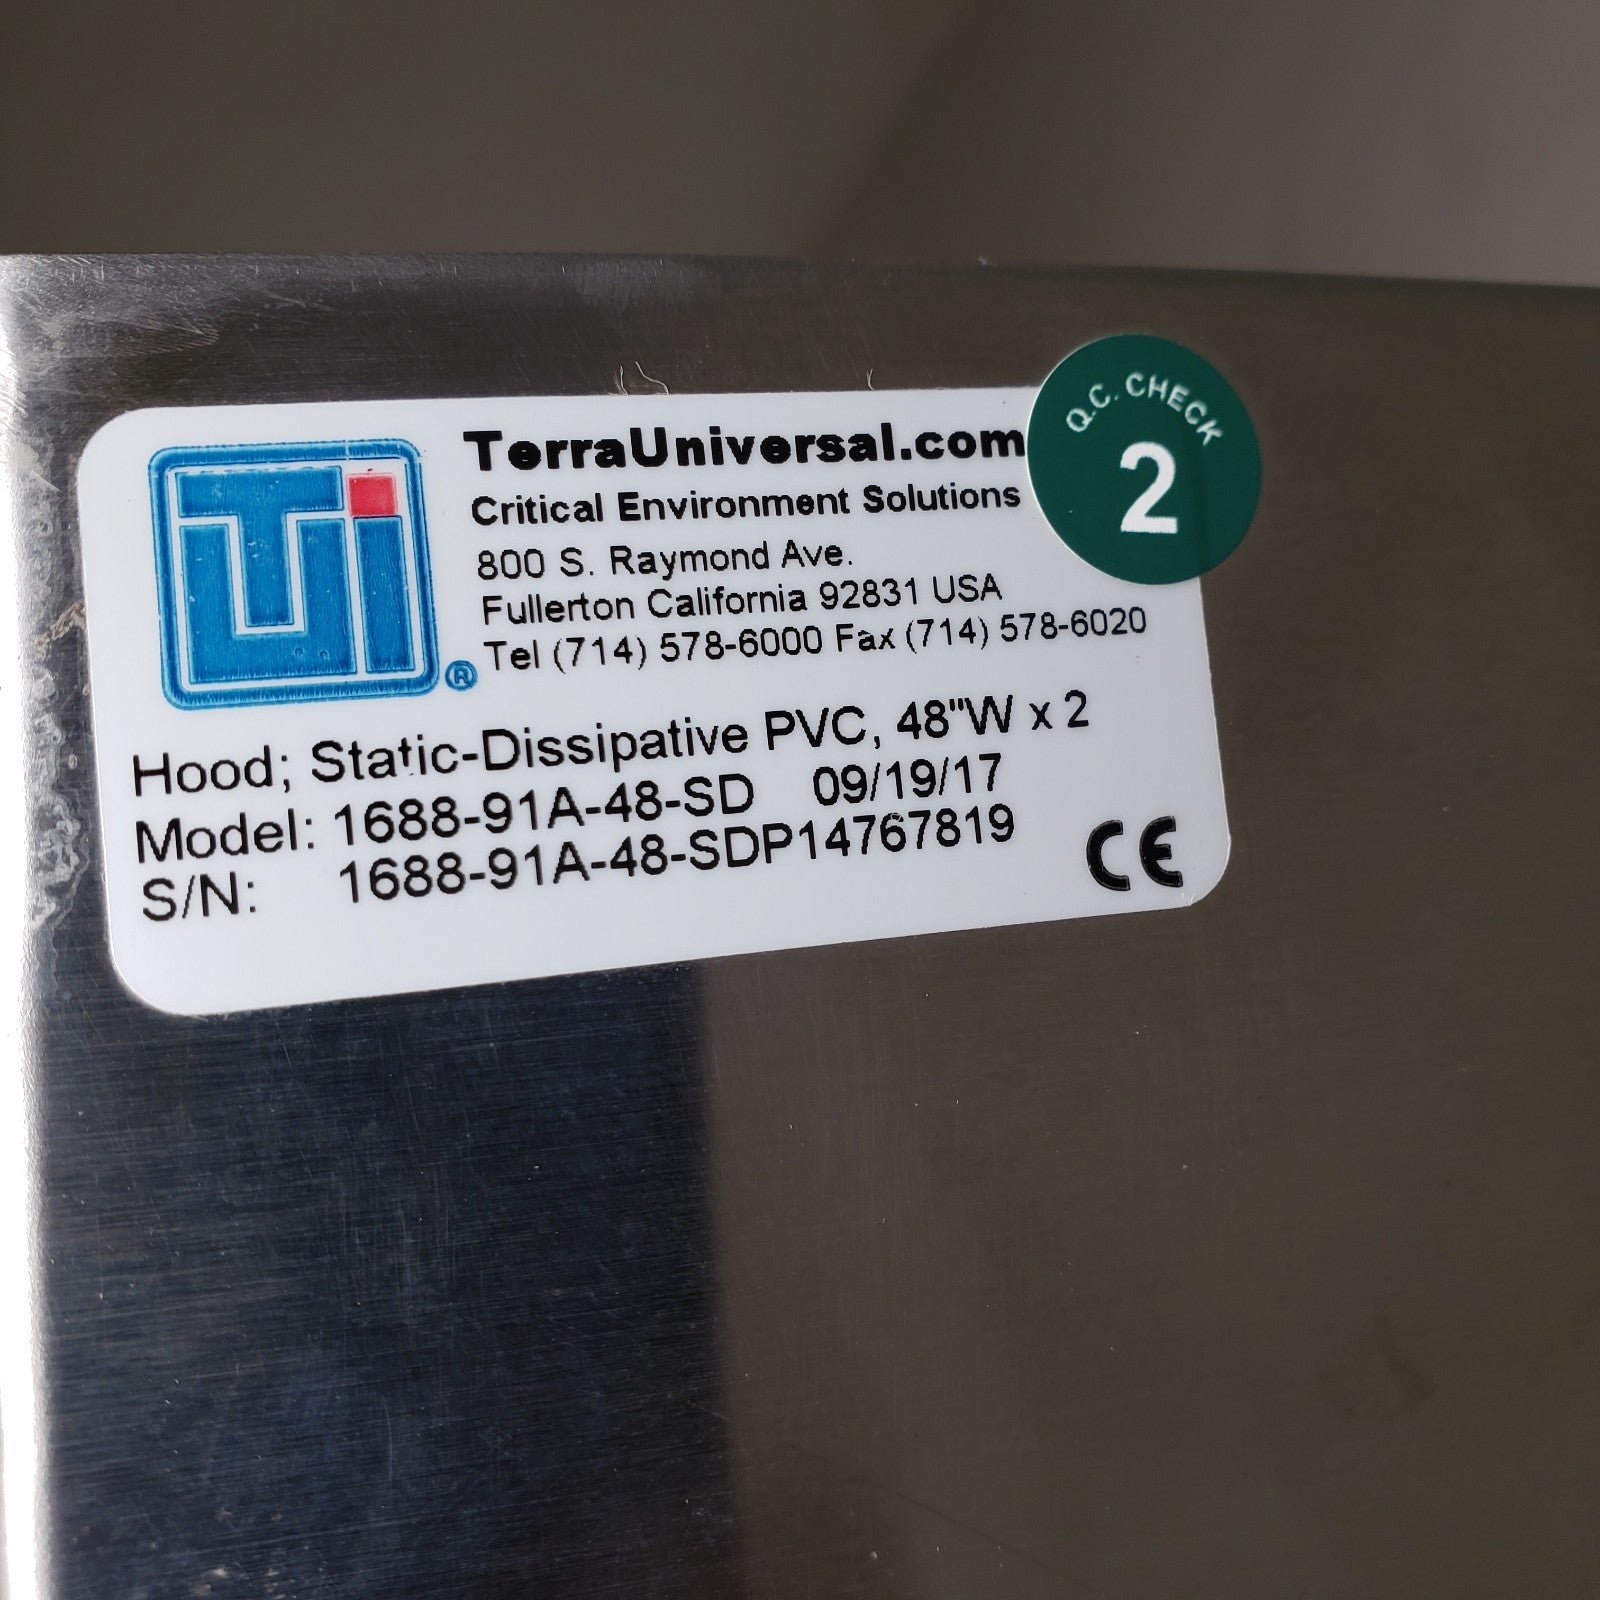 TerraUniversal.com
Critical Environment Solutions
800 S. Raymond Ave.
Fullerton California 92831 USA
Tel (714) 578-6000 Fax (714) 578-6020
Hood; Static-Dissipative PVC, 48"W x 2
Model: 1688-91A-48-SD 09/19/17
S/N: 1688-91A-48-SDP14767819
CE
Q.C. CHECK
2
TUI
®